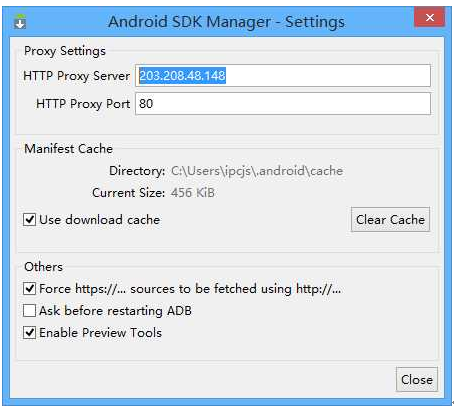 Android SDK Manager - Settings
Proxy Settings
HTTP Proxy Server 203.208.48.148
HTTP Proxy Port 80
Manifest Cache
Directory: C:\Users\ipcjs\.android\cache
Current Size: 456 KiB
Use download cache Clear Cache
Others
Force https://... sources to be fetched using http://...
Ask before restarting ADB
Enable Preview Tools
Close